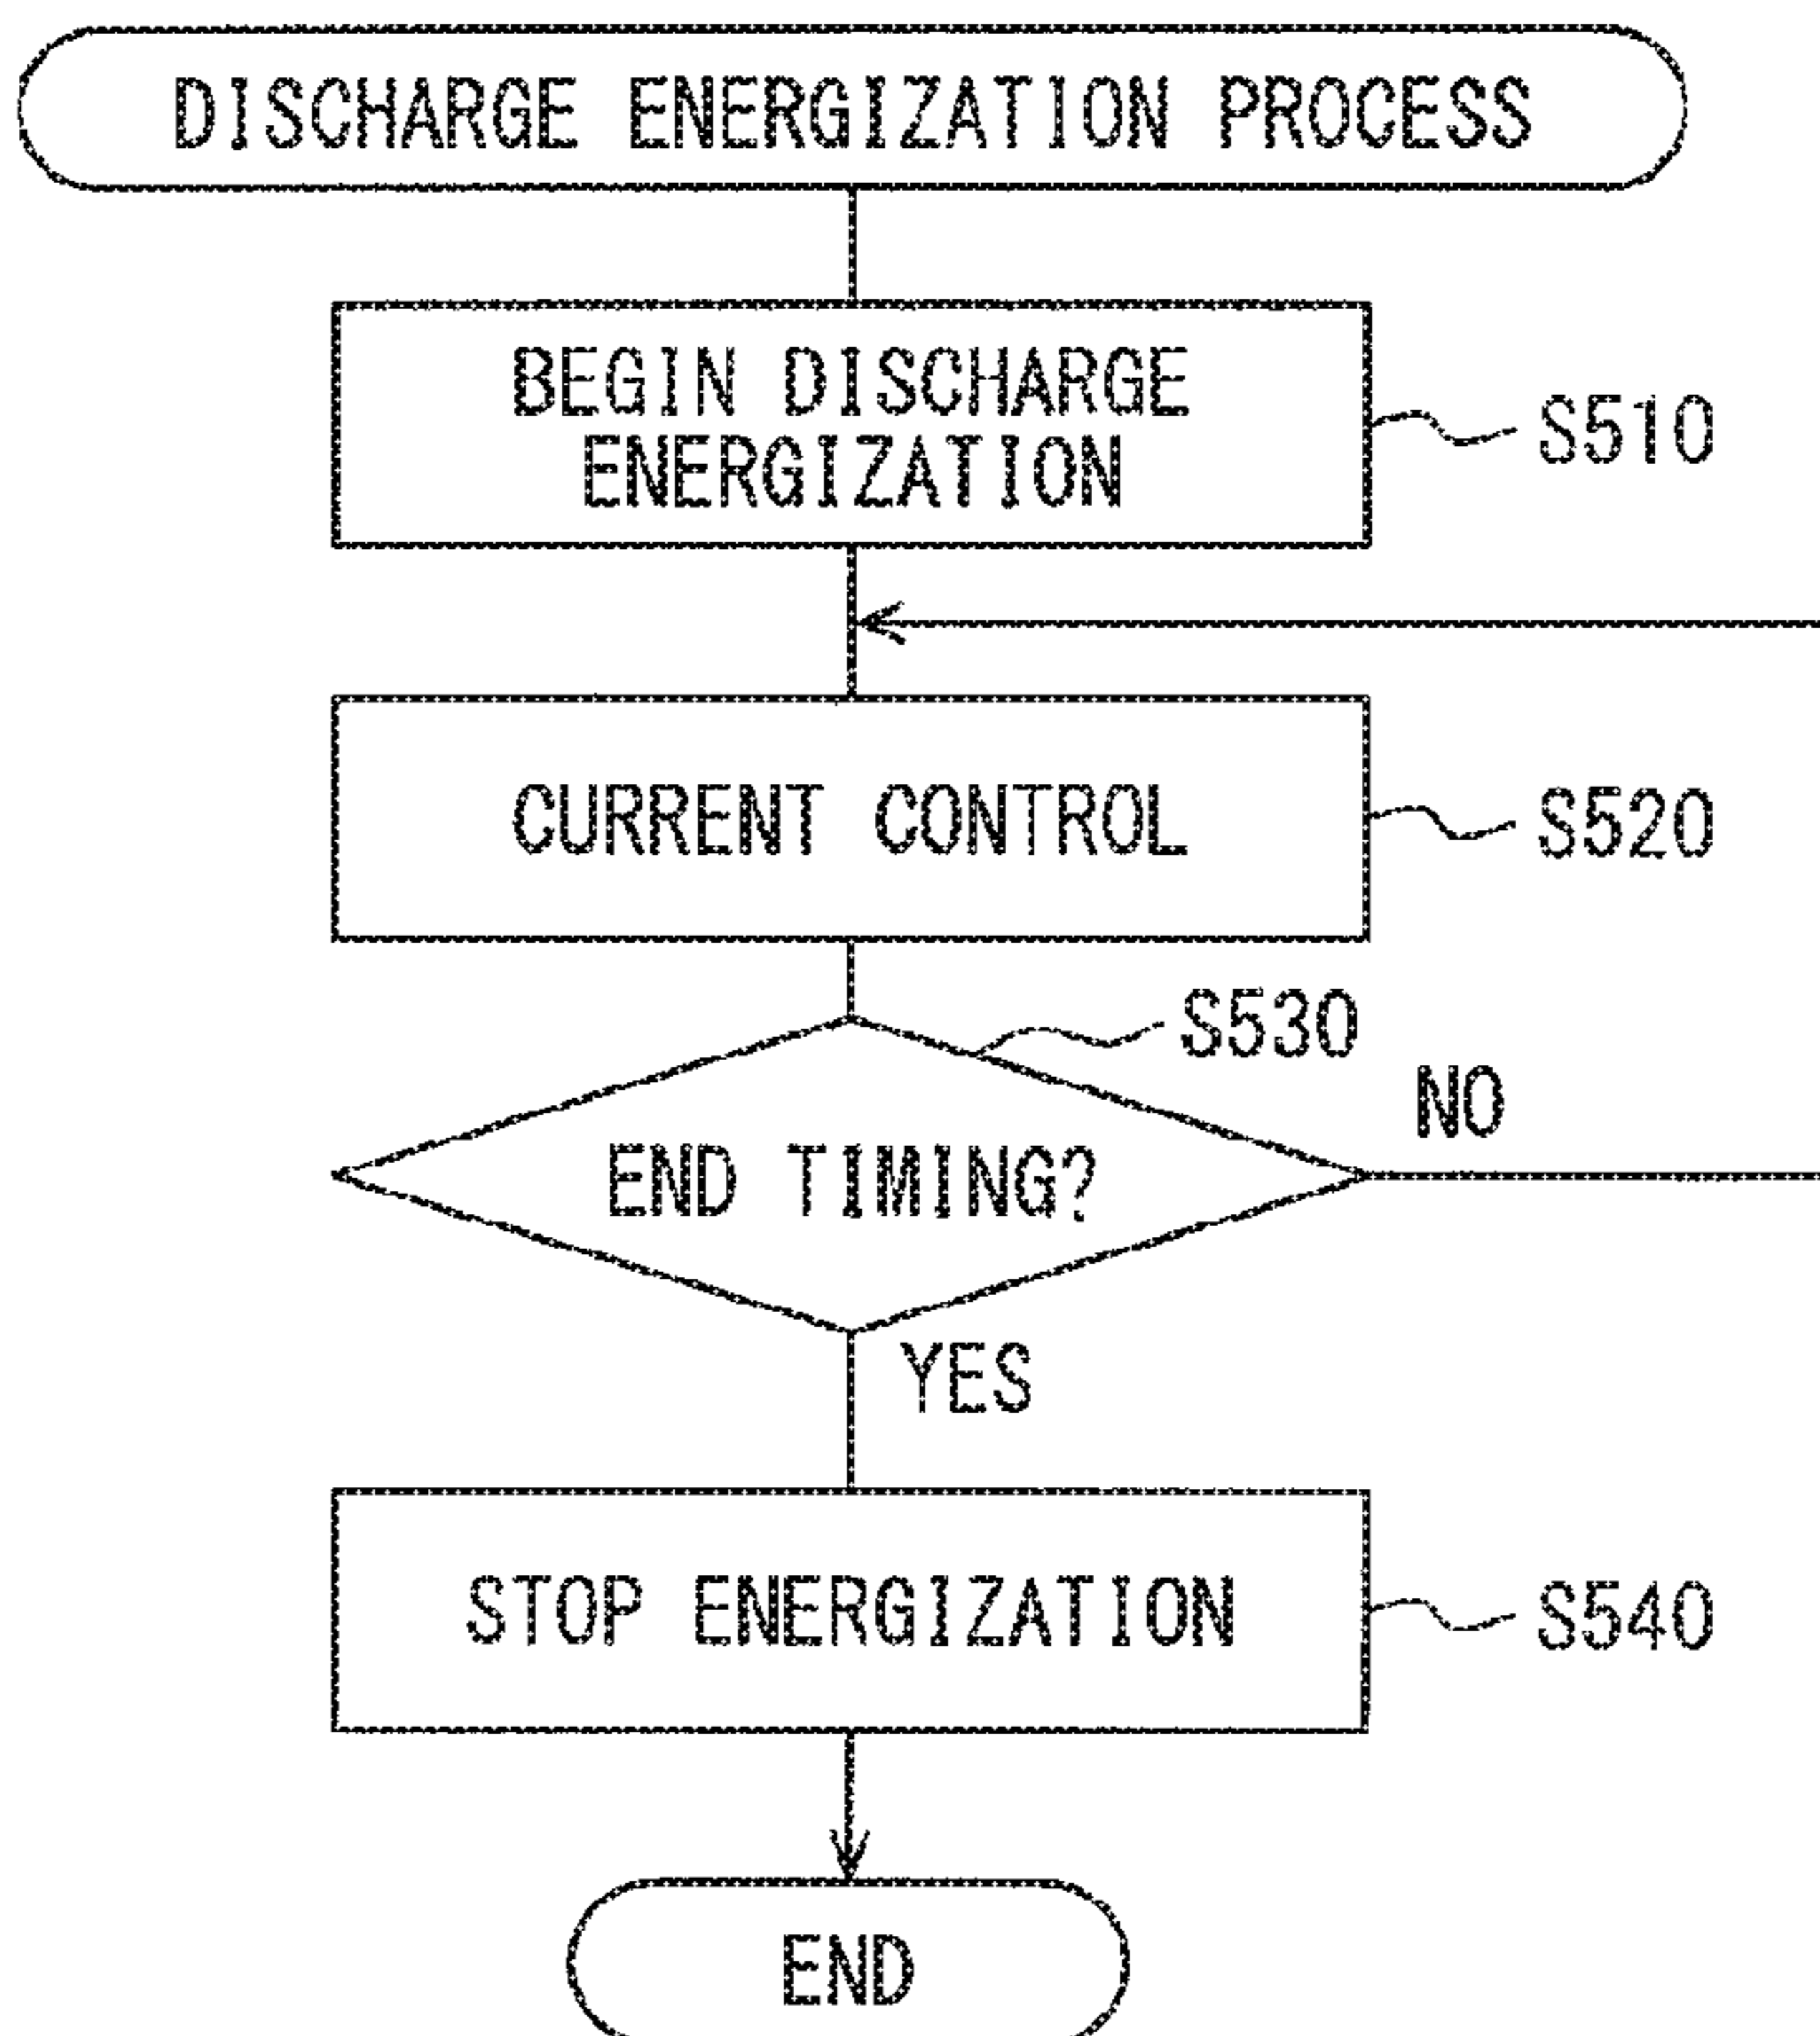 DISCHARGE ENERGIZATION PROCESS
BEGIN DISCHARGE
ENERGIZATION
S510
CURRENT CONTROL
S520
S530
END TIMING?
NO
YES
STOP ENERGIZATION
S540
END